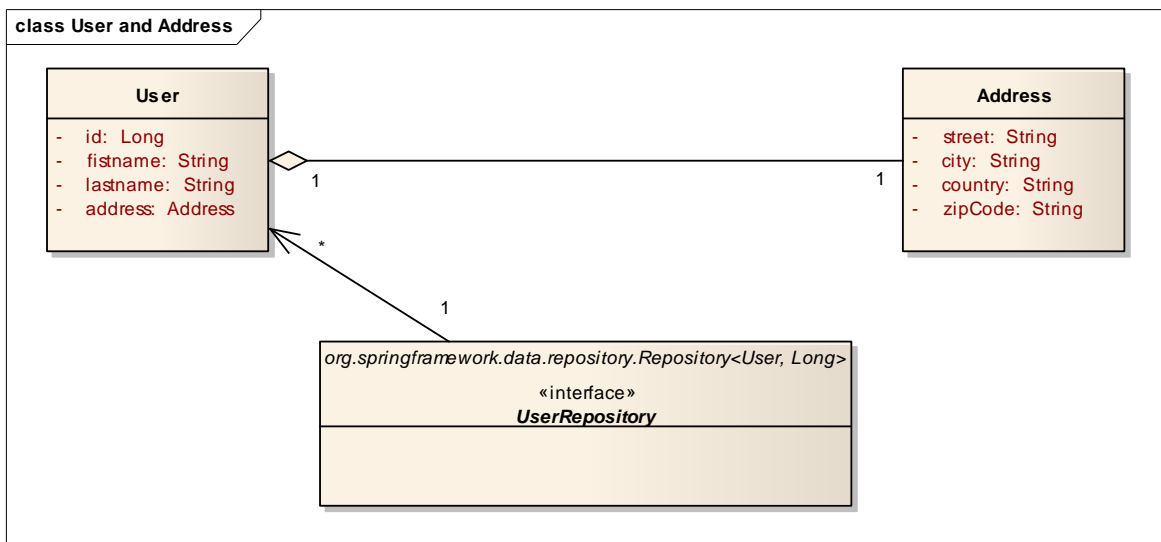 class User and Address
User
- id: Long
- fistname: String
- lastname: String
- address: Address
Address
- street: String
- city: String
- country: String
- zipCode: String
1
1
*
1
org.springframework.data.repository.Repository<User, Long>
«interface»
UserRepository